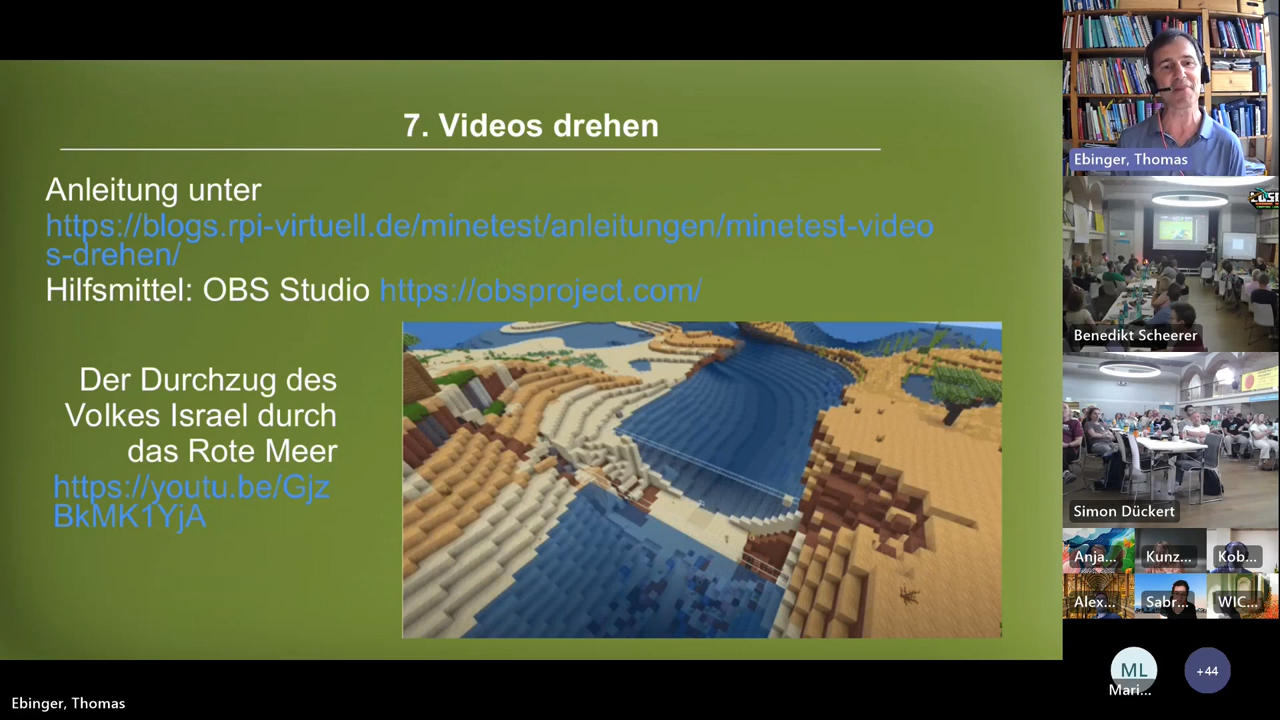 7. Videos drehen
Anleitung unter
https://blogs.rpi-virtuell.de/minetest/anleitungen/minetest-video
s-drehen/
Hilfsmittel: OBS Studio https://obsproject.com/
Der Durchzug des
Volkes Israel durch
das Rote Meer
https://youtu.be/Gjz
BkMK1YjA
Ebinger, Thomas
Benedikt Scheerer
Simon Dückert
Anja...
Kunz...
Kob...
Alex...
Sabr...
WIC...
ML
Mari...
+44
Ebinger, Thomas